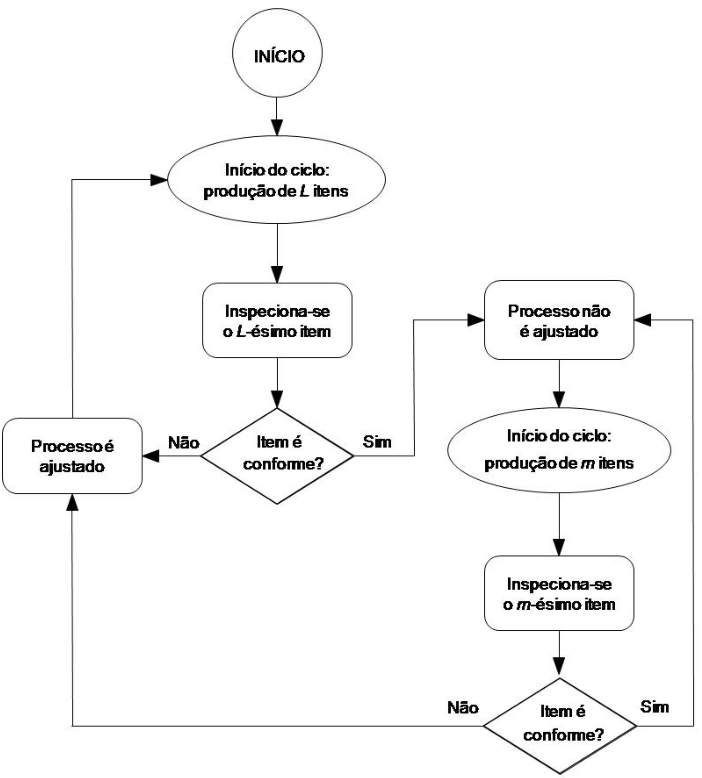 INÍCIO
Início do ciclo:
produção de L itens
Inspeciona-se
o L-ésimo item
Item é
conforme?
Não
Sim
Processo é
ajustado
Processo não
é ajustado
Início do ciclo:
produção de m itens
Inspeciona-se
o m-ésimo item
Item é
conforme?
Não
Sim